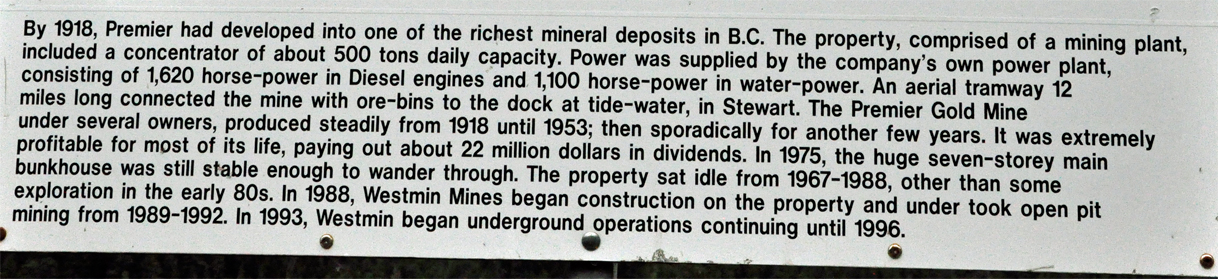 By 1918, Premier had developed into one of the richest mineral deposits in B.C. The property, comprised of a mining plant,
included a concentrator of about 500 tons daily capacity. Power was supplied by the company's own power plant,
consisting of 1,620 horse-power in Diesel engines and 1,100 horse-power in water-power. An aerial tramway 12
miles long connected the mine with ore-bins to the dock at tide-water, in Stewart. The Premier Gold Mine
under several owners, produced steadily from 1918 until 1953; then sporadically for another few years. It was extremely
profitable for most of its life, paying out about 22 million dollars in dividends. In 1975, the huge seven-storey main
bunkhouse was still stable enough to wander through. The property sat idle from 1967-1988, other than some
exploration in the early 80s. In 1988, Westmin Mines began construction on the property and under took open pit
mining from 1989-1992. In 1993, Westmin began underground operations continuing until 1996.